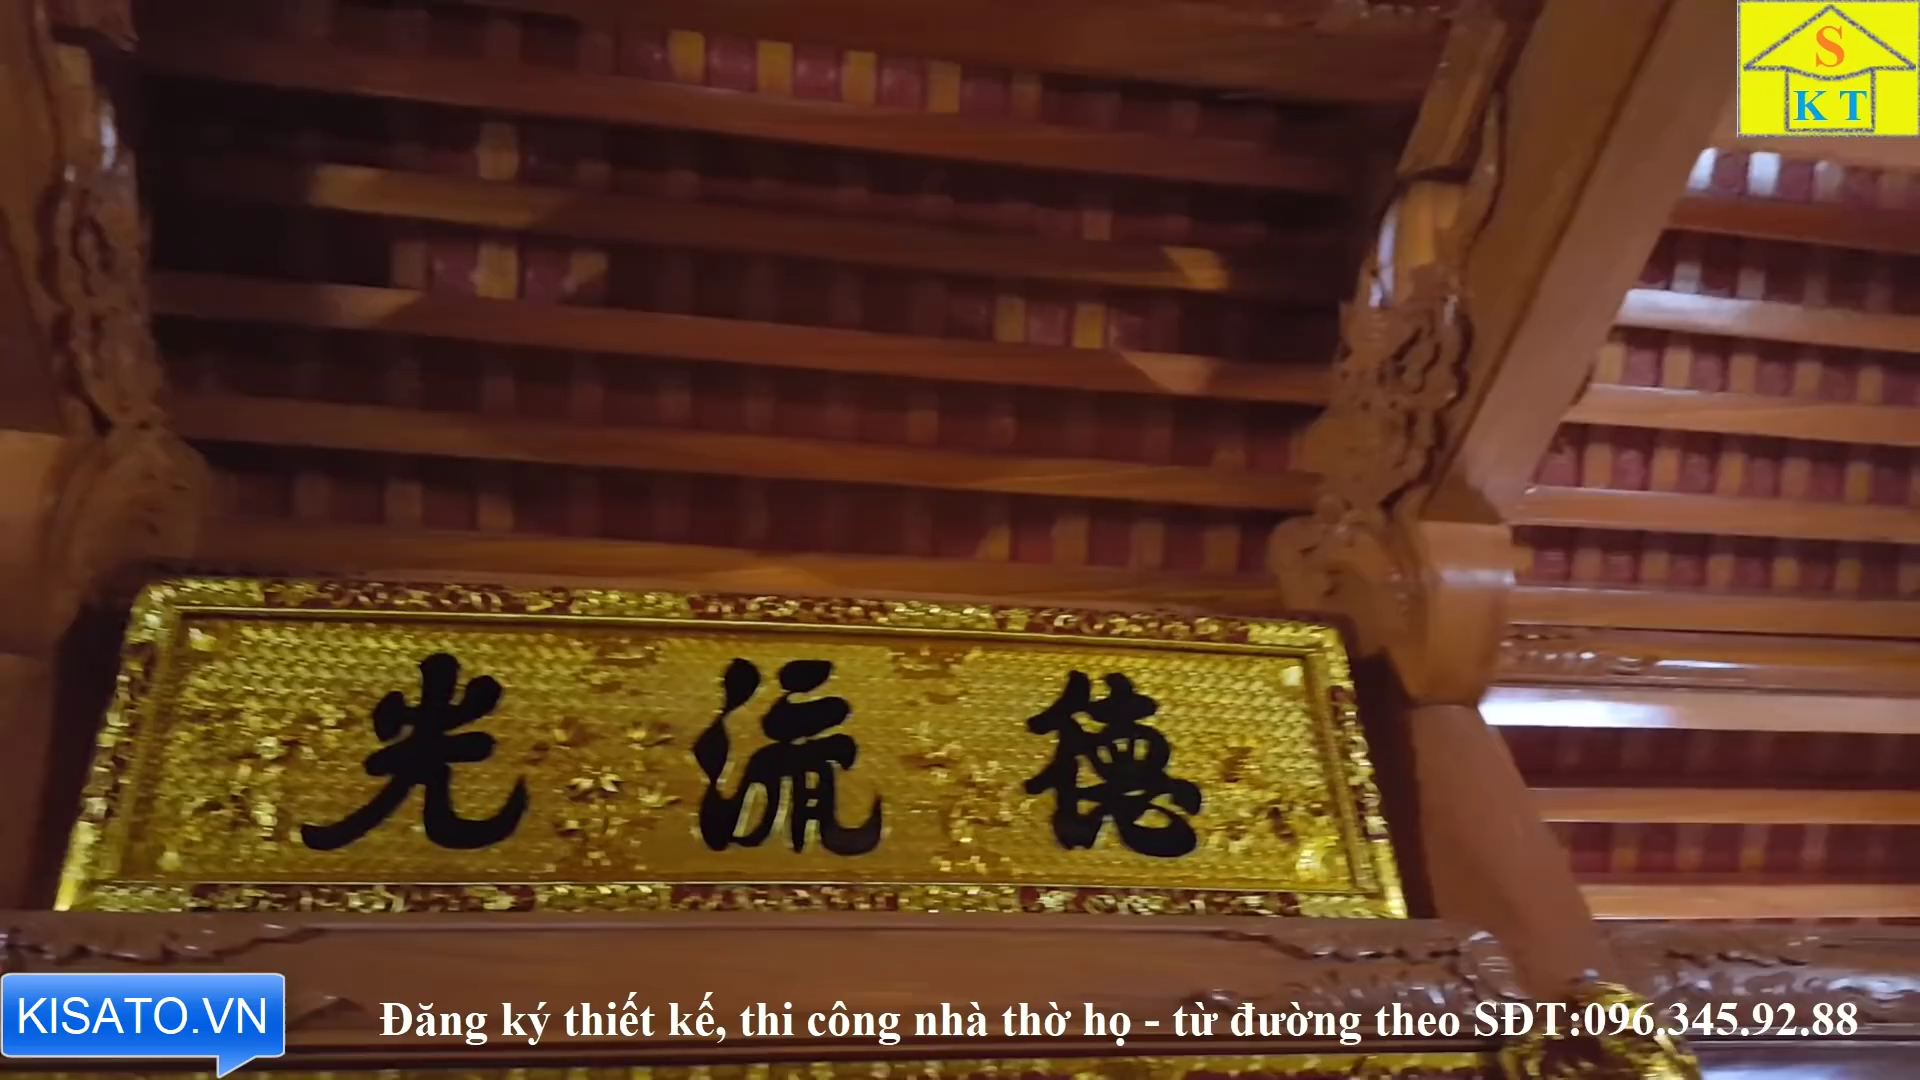 S
K T
德流光
KISATO.VN
Đăng ký thiết kế, thi công nhà thờ họ - từ đường theo SĐT:096.345.92.88